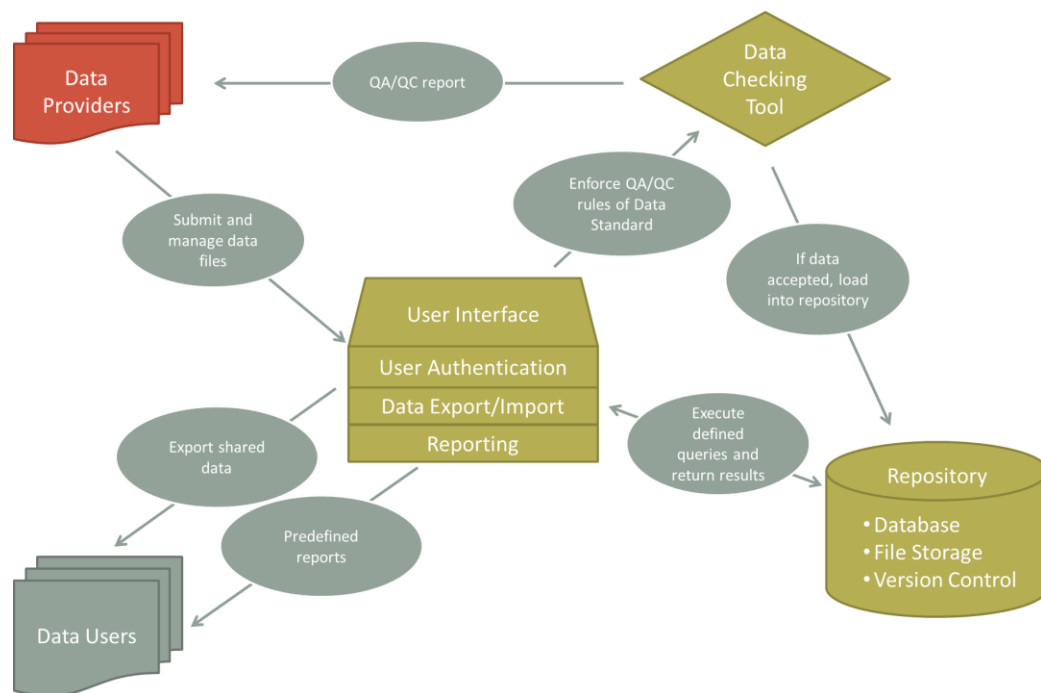 Data
Providers
QA/QC report
Data
Checking
Tool
Submit and
manage data
files
Enforce QA/QC
rules of Data
Standard
If data
accepted, load
into repository
User Interface
User Authentication
Data Export/Import
Reporting
Export shared
data
Execute
defined
queries and
return results
Predefined
reports
Repository
• Database
• File Storage
• Version Control
Data Users